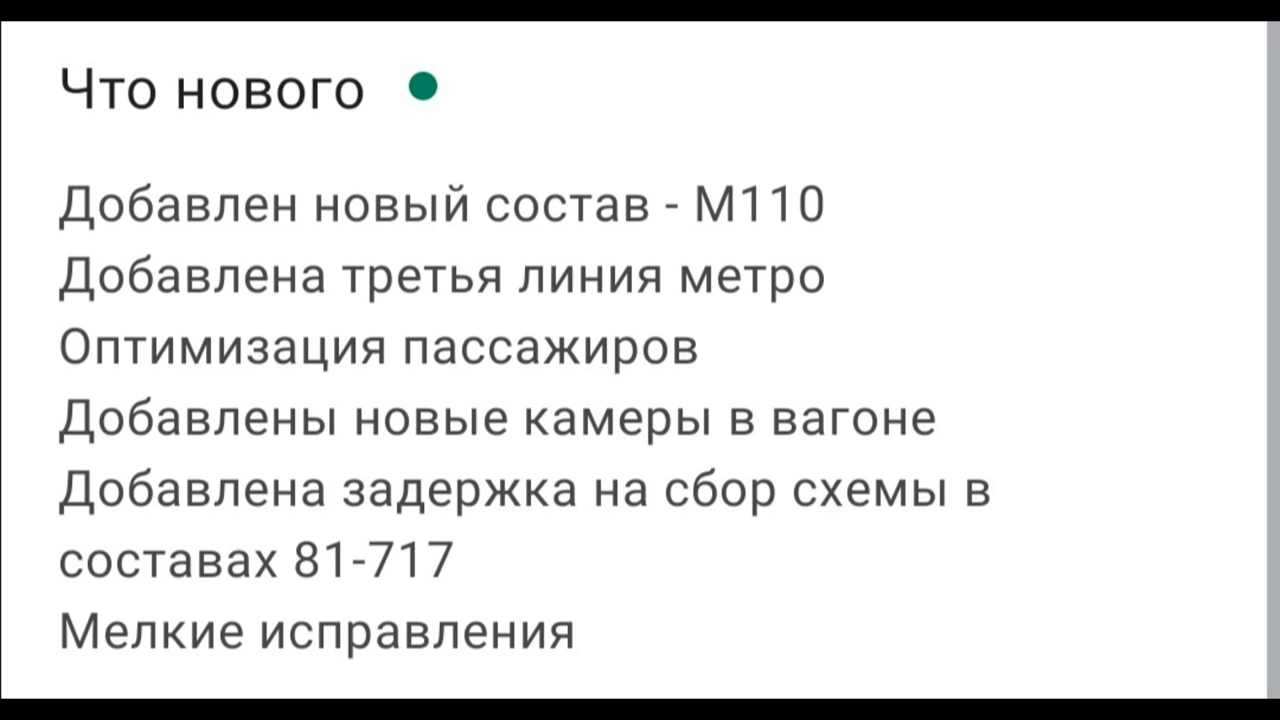 Что нового
Добавлен новый состав - М110
Добавлена третья линия метро
Оптимизация пассажиров
Добавлены новые камеры в вагоне
Добавлена задержка на сбор схемы в
составах 81-717
Мелкие исправления